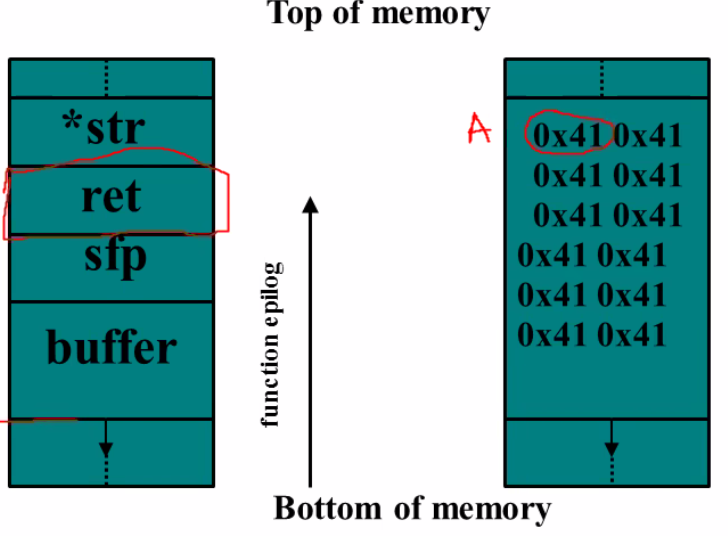 Top of memory
*str
ret
sfp
buffer
function epilog
A
0x41 0x41
0x41 0x41
0x41 0x41
0x41 0x41
0x41 0x41
0x41 0x41
Bottom of memory